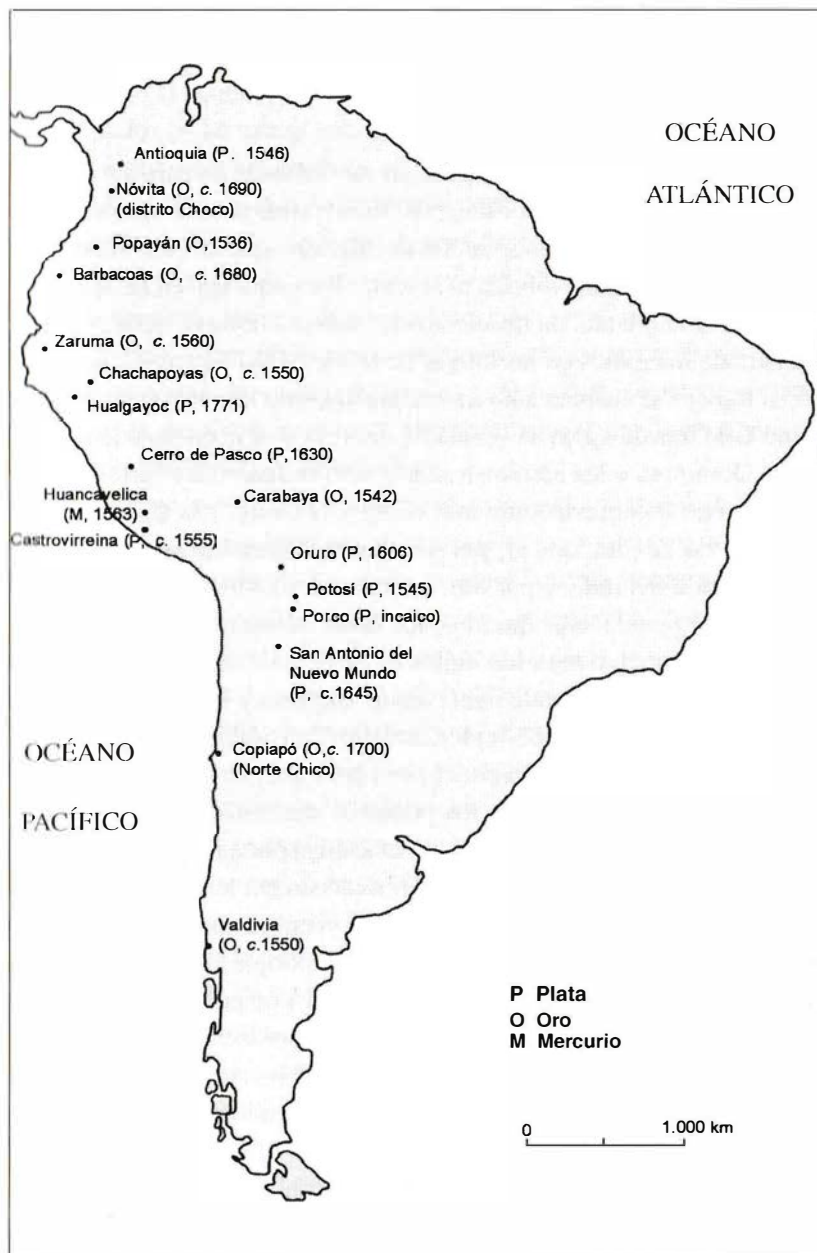 OCÉANO
ATLÁNTICO
Antioquia (P. 1546)
Nóvita (O, c. 1690)
(distrito Choco)
Popayán (O,1536)
Barbacoas (O, c. 1680)
Zaruma (O, c. 1560)
Chachapoyas (O, c. 1550)
Hualgayoc (P, 1771)
Cerro de Pasco (P,1630)
Huancavelica
(M, 1563)
Carabaya (O, 1542)
Castrovirreina (P, c. 1555)
Oruro (P, 1606)
Potosí (P, 1545)
Porco (P, incaico)
San Antonio del
Nuevo Mundo
(P, c.1645)
OCÉANO
PACÍFICO
Copiapó (O,c. 1700)
(Norte Chico)
Valdivia
(O, c.1550)
P Plata
O Oro
M Mercurio
0 1.000 km